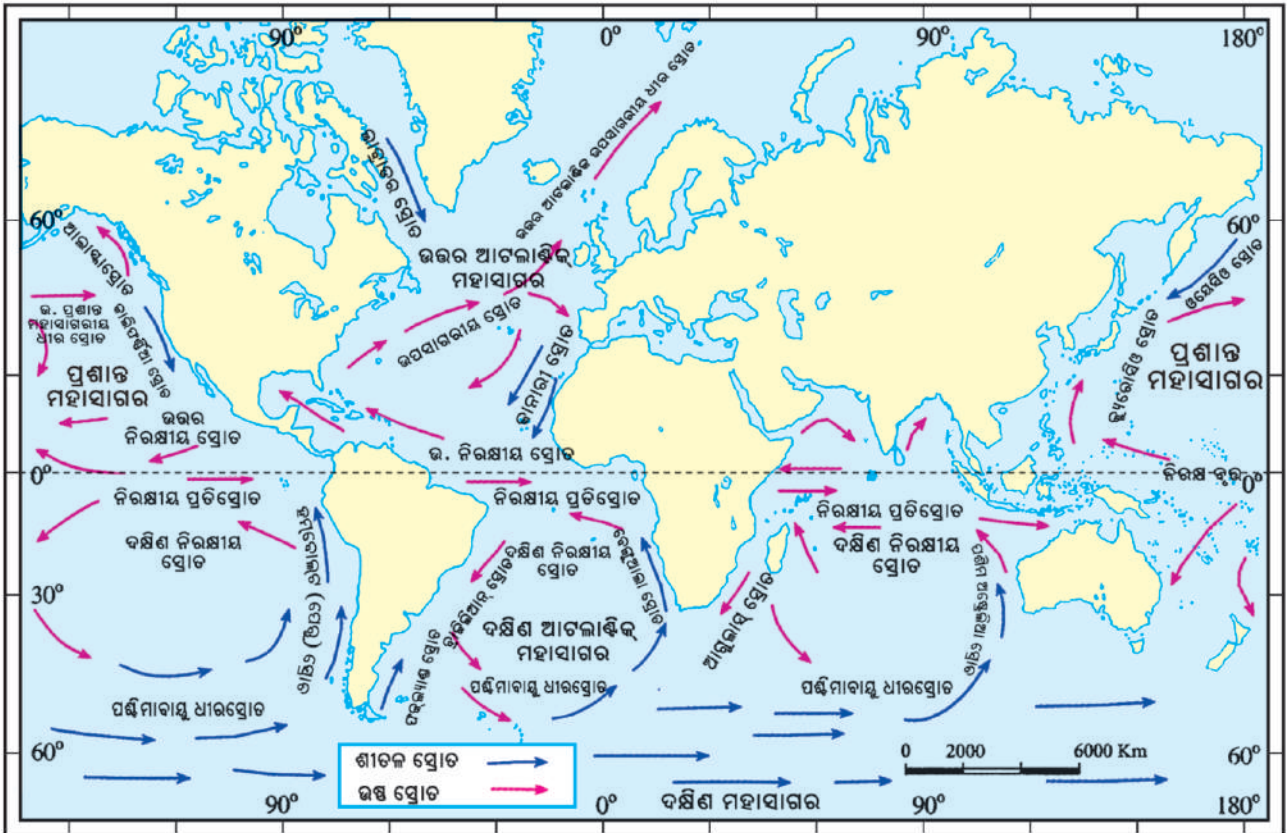 90°
0°
90°
180°
ଲାବ୍ରାଡର ସ୍ରୋତ
ଉତ୍ତର ଆଟଲାଣ୍ଟିକ ଉପସାଗରୀୟ ଧୀର ସ୍ରୋତ
60°
60°
ଆଲାସ୍କାସ୍ରୋତ
ଉତ୍ତର ଆଟଲାଣ୍ଟିକ୍
ମହାସାଗର
ଓୟେସିଓ ସ୍ରୋତ
ଉ. ପ୍ରଶାନ୍ତ
ମହାସାଗରୀୟ
ଧୀର ସ୍ରୋତ
କାଲିଫର୍ଣ୍ଣିଆ ସ୍ରୋତ
ଉପସାଗରୀୟ ସ୍ରୋତ
କାନାରୀ ସ୍ରୋତ
କ୍ୟୁରୋସିଓ ସ୍ରୋତ
ପ୍ରଶାନ୍ତ
ମହାସାଗର
ପ୍ରଶାନ୍ତ
ମହାସାଗର
ଉତ୍ତର
ନିରକ୍ଷୀୟ ସ୍ରୋତ
ଉ. ନିରକ୍ଷୀୟ ସ୍ରୋତ
0°
ନିରକ୍ଷ ବୃତ୍ତ
0°
ନିରକ୍ଷୀୟ ପ୍ରତିସ୍ରୋତ
ନିରକ୍ଷୀୟ ପ୍ରତିସ୍ରୋତ
ନିରକ୍ଷୀୟ ପ୍ରତିସ୍ରୋତ
ଦକ୍ଷିଣ ନିରକ୍ଷୀୟ
ସ୍ରୋତ
(ପେରୁ) ସ୍ରୋତ
ଦକ୍ଷିଣ ନିରକ୍ଷୀୟ
ସ୍ରୋତ
ବେଙ୍ଗୁଆଲା ସ୍ରୋତ
ଦକ୍ଷିଣ ନିରକ୍ଷୀୟ
ସ୍ରୋତ
ପଶ୍ଚିମ ଅଷ୍ଟ୍ରେଲିଆ ସ୍ରୋତ
30°
30°
ବ୍ରାଜିଲିଆନ୍ ସ୍ରୋତ
ଦକ୍ଷିଣ ଆଟଲାଣ୍ଟିକ୍
ମହାସାଗର
ଆଗୁଲାସ୍ ସ୍ରୋତ
ଫକ୍‌ଲ୍ୟାଣ୍ଡ ସ୍ରୋତ
ପଶ୍ଚିମାବାୟୁ ଧୀରସ୍ରୋତ
ପଶ୍ଚିମାବାୟୁ ଧୀରସ୍ରୋତ
ପଶ୍ଚିମାବାୟୁ ଧୀରସ୍ରୋତ
60°
60°
ଶୀତଳ ସ୍ରୋତ
ଉଷ୍ଣ ସ୍ରୋତ
0 2000 6000 Km
90°
0°
ଦକ୍ଷିଣ ମହାସାଗର
90°
180°